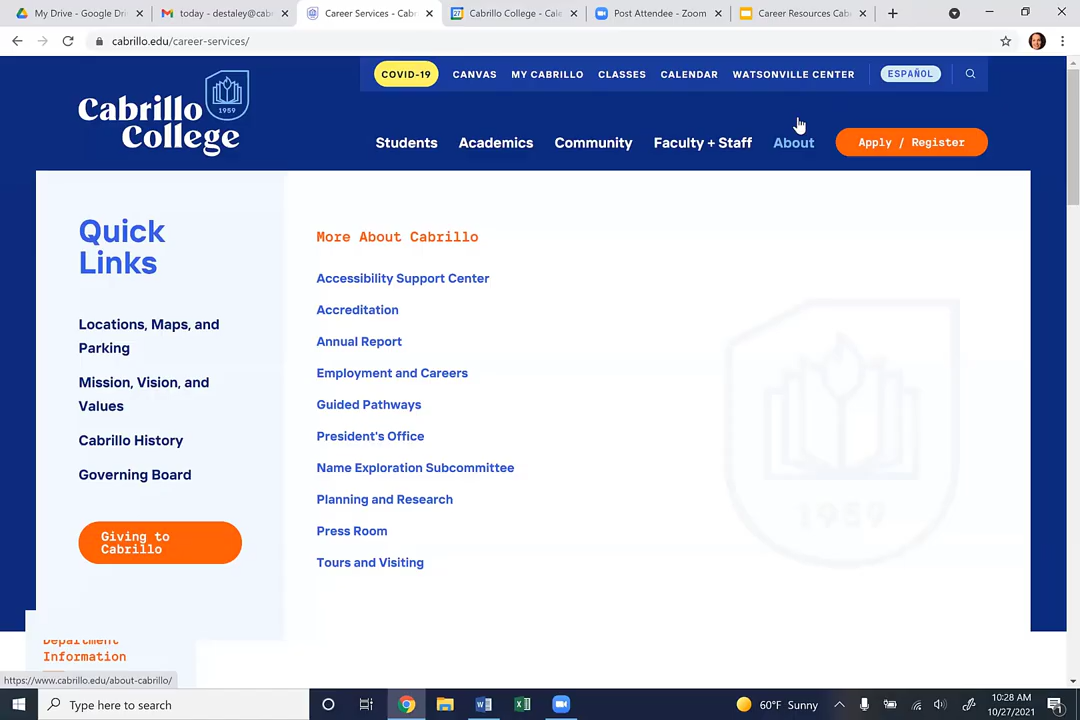 My Drive - Google Dri
today - destaley@cabr
Career Services - Cabr
Cabrillo College - Cale
Post Attendee - Zoom
Career Resources Cab
cabrillo.edu/career-services/
COVID-19 CANVAS MY CABRILLO CLASSES CALENDAR WATSONVILLE CENTER ESPAÑOL
Cabrillo College
1959
Students Academics Community Faculty + Staff About Apply / Register
Quick
Links
Locations, Maps, and
Parking
Mission, Vision, and
Values
Cabrillo History
Governing Board
Giving to
Cabrillo
More About Cabrillo
Accessibility Support Center
Accreditation
Annual Report
Employment and Careers
Guided Pathways
President's Office
Name Exploration Subcommittee
Planning and Research
Press Room
Tours and Visiting
1959
Department
Information
https://www.cabrillo.edu/about-cabrillo/
Type here to search
60°F Sunny
10:28 AM
10/27/2021
1